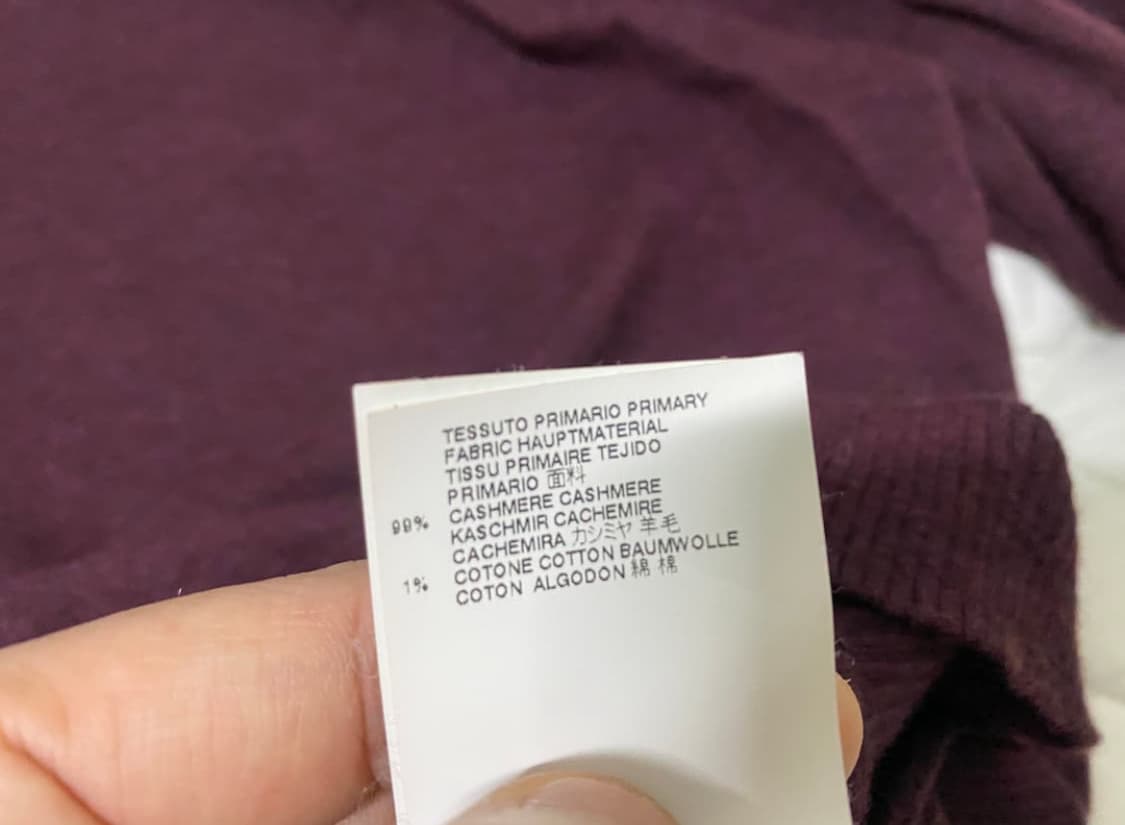 TESSUTO PRIMARIO PRIMARY
FABRIC HAUPTMATERIAL
TISSU PRIMAIRE TEJIDO
PRIMARIO 面料
99% CASHMERE CASHMERE
KASCHMIR CACHEMIRE
CACHEMIRA カシミヤ 羊毛
1% COTONE COTTON BAUMWOLLE
COTON ALGODON 綿 棉